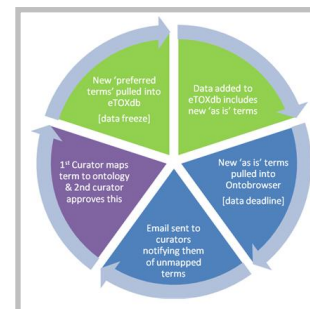 New 'preferred
terms' pulled into
eTOXdb
[data freeze]
Data added to
eTOXdb includes
new 'as is' terms
New 'as is' terms
pulled into
Ontobrowser
[data deadline]
Email sent to
curators
notifying them
of unmapped
terms
1st Curator maps
term to ontology
& 2nd curator
approves this